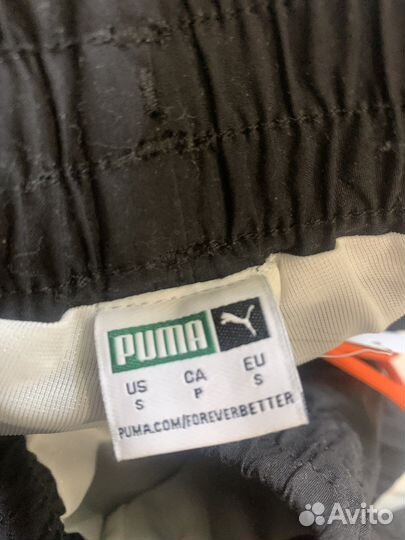 PUMA
US CA EU
S P S
PUMA.COM/FOREVERBETTER
Avito